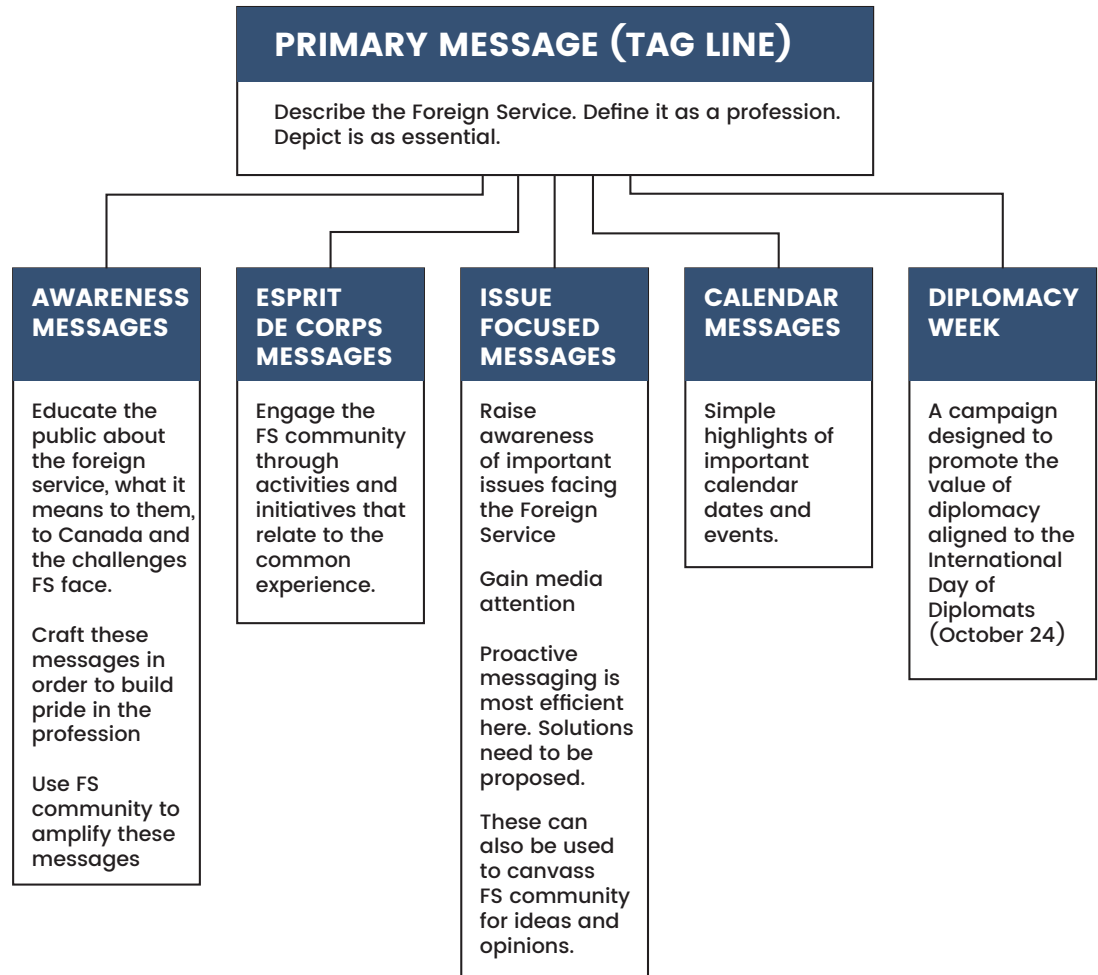 PRIMARY MESSAGE (TAG LINE)
Describe the Foreign Service. Define it as a profession.
Depict is as essential.
AWARENESS
MESSAGES
Educate the
public about
the foreign
service, what it
means to them,
to Canada and
the challenges
FS face.
Craft these
messages in
order to build
pride in the
profession
Use FS
community to
amplify these
messages
ESPRIT
DE CORPS
MESSAGES
Engage the
FS community
through
activities and
initiatives that
relate to the
common
experience.
ISSUE
FOCUSED
MESSAGES
Raise
awareness
of important
issues facing
the Foreign
Service
Gain media
attention
Proactive
messaging is
most efficient
here. Solutions
need to be
proposed.
These can
also be used
to canvass
FS community
for ideas and
opinions.
CALENDAR
MESSAGES
Simple
highlights of
important
calendar
dates and
events.
DIPLOMACY
WEEK
A campaign
designed to
promote the
value of
diplomacy
aligned to the
International
Day of
Diplomats
(October 24)